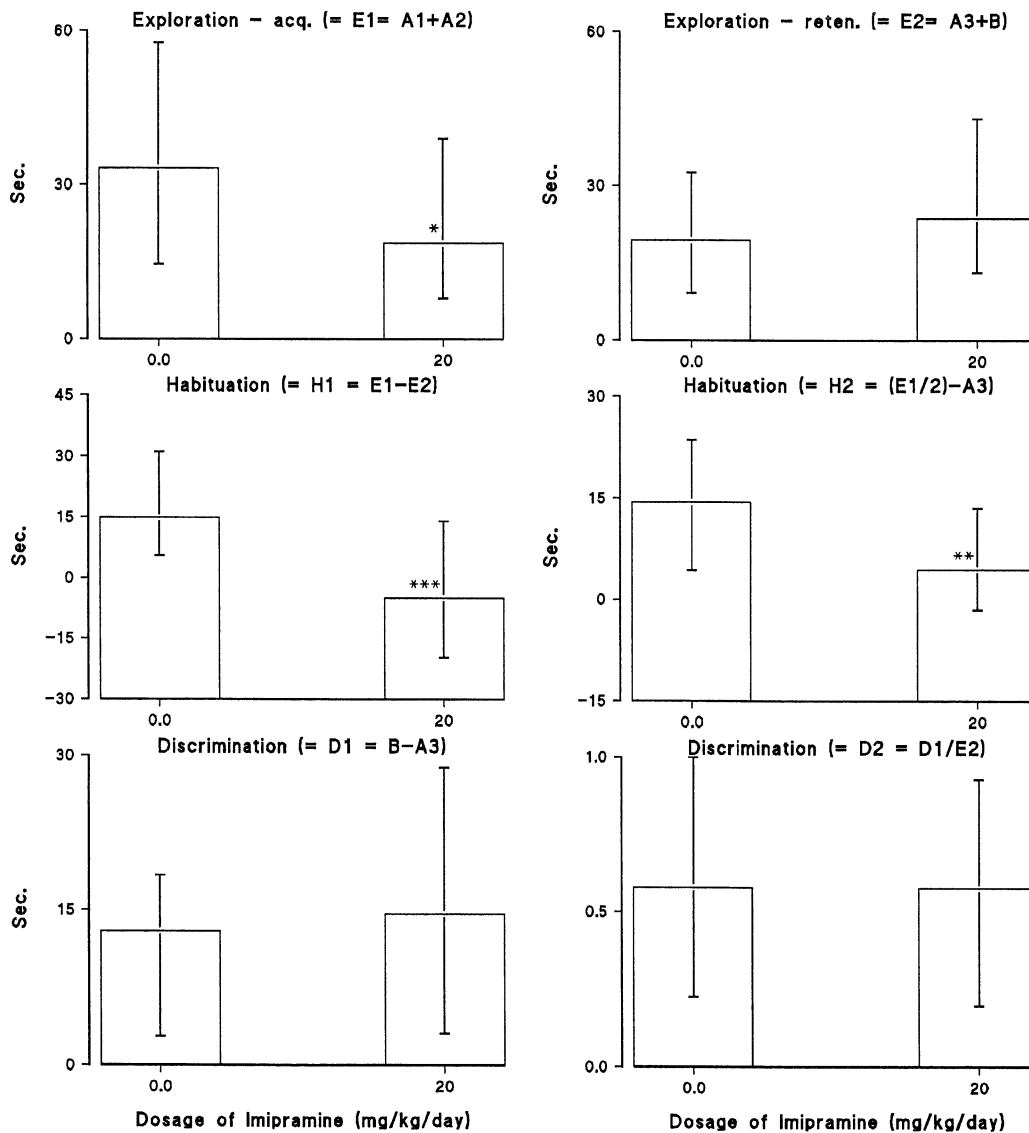 Exploration – acq. (= E1= A1+A2)
60
30
0
Sec.
*
0.0
20
Exploration – reten. (= E2= A3+B)
60
30
0
Sec.
0.0
20
Habituation (= H1 = E1–E2)
45
30
15
0
–15
–30
Sec.
***
0.0
20
Habituation (= H2 = (E1/2)–A3)
30
15
0
–15
Sec.
**
0.0
20
Discrimination (= D1 = B–A3)
30
15
0
Sec.
0.0
20
Dosage of Imipramine (mg/kg/day)
Discrimination (= D2 = D1/E2)
1.0
0.5
0.0
0.0
20
Dosage of Imipramine (mg/kg/day)